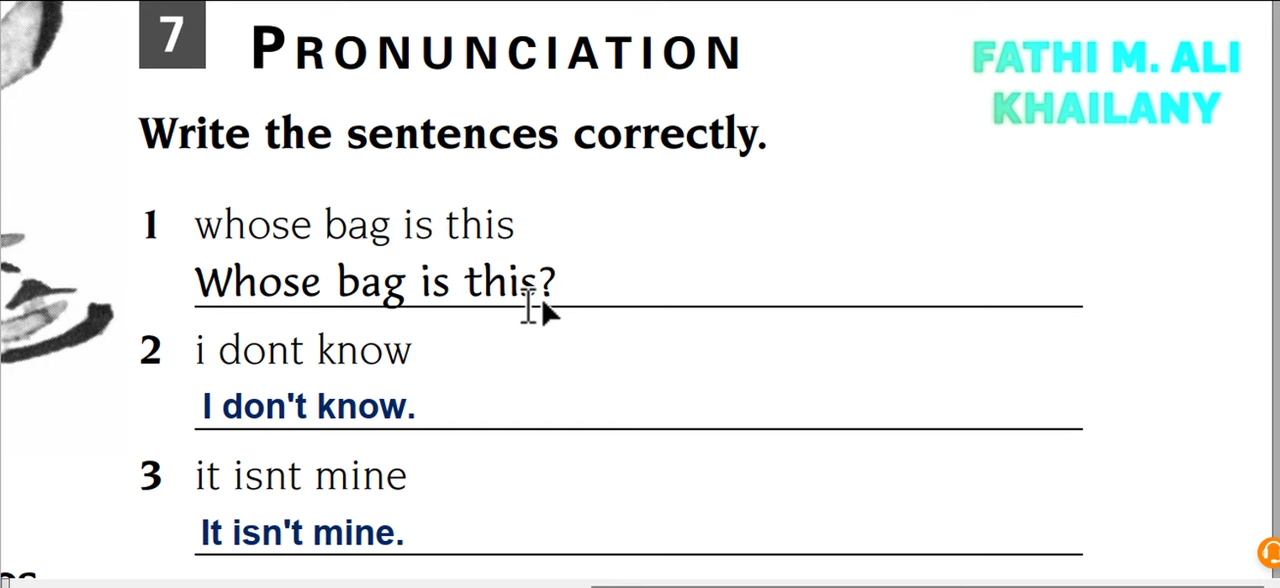 7 PRONUNCIATION
FATHI M. ALI
KHAILANY
Write the sentences correctly.
1 whose bag is this
Whose bag is this?
2 i dont know
I don't know.
3 it isnt mine
It isn't mine.